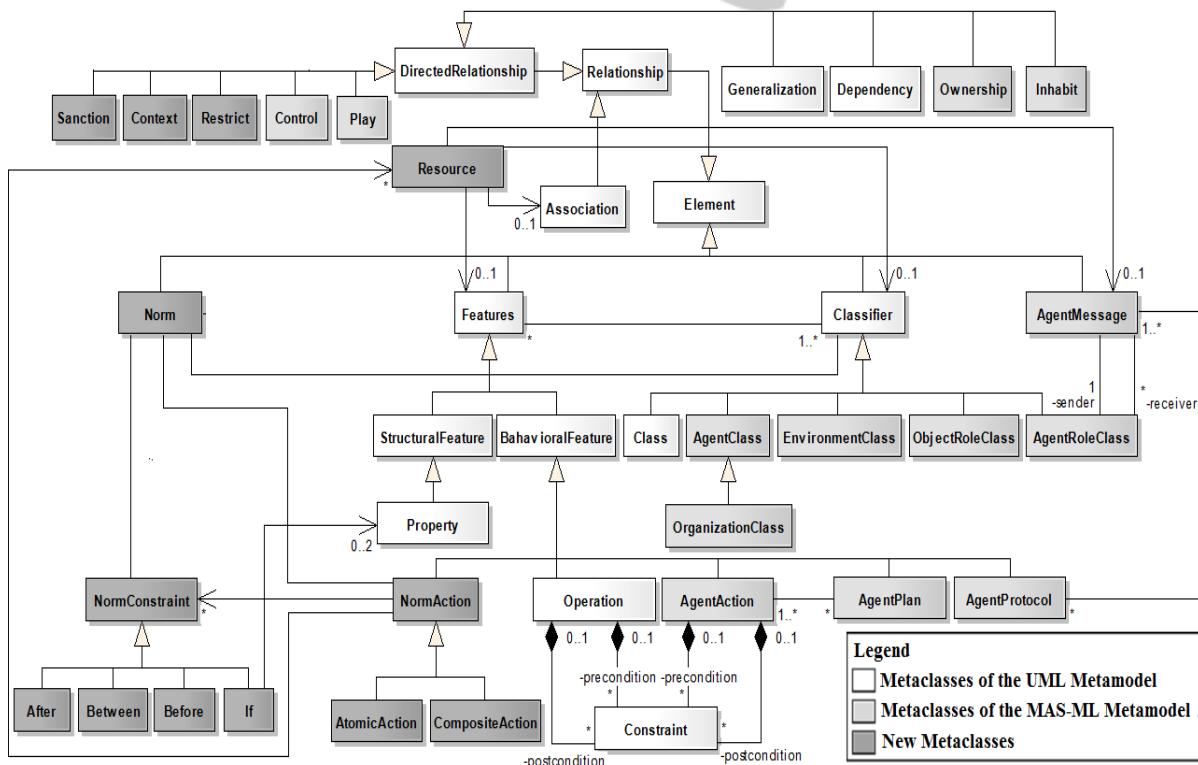 DirectedRelationship
Relationship
Generalization
Dependency
Ownership
Inhabit
Sanction
Context
Restrict
Control
Play
Resource
*
Association
0..1
Element
0..1
0..1
0..1
Norm
Features
Classifier
AgentMessage
*
1..*
1..*
1
-sender
*
-receiver
StructuralFeature
BahavioralFeature
Class
AgentClass
EnvironmentClass
ObjectRoleClass
AgentRoleClass
Property
0..2
OrganizationClass
NormConstraint
*
NormAction
Operation
AgentAction
1..*
*
AgentPlan
AgentProtocol
*
0..1
0..1
0..1
0..1
-precondition
-precondition
*
*
After
Between
Before
If
AtomicAction
CompositeAction
*
Constraint
*
-postcondition
-postcondition
Legend
Metaclasses of the UML Metamodel
Metaclasses of the MAS-ML Metamodel
New Metaclasses